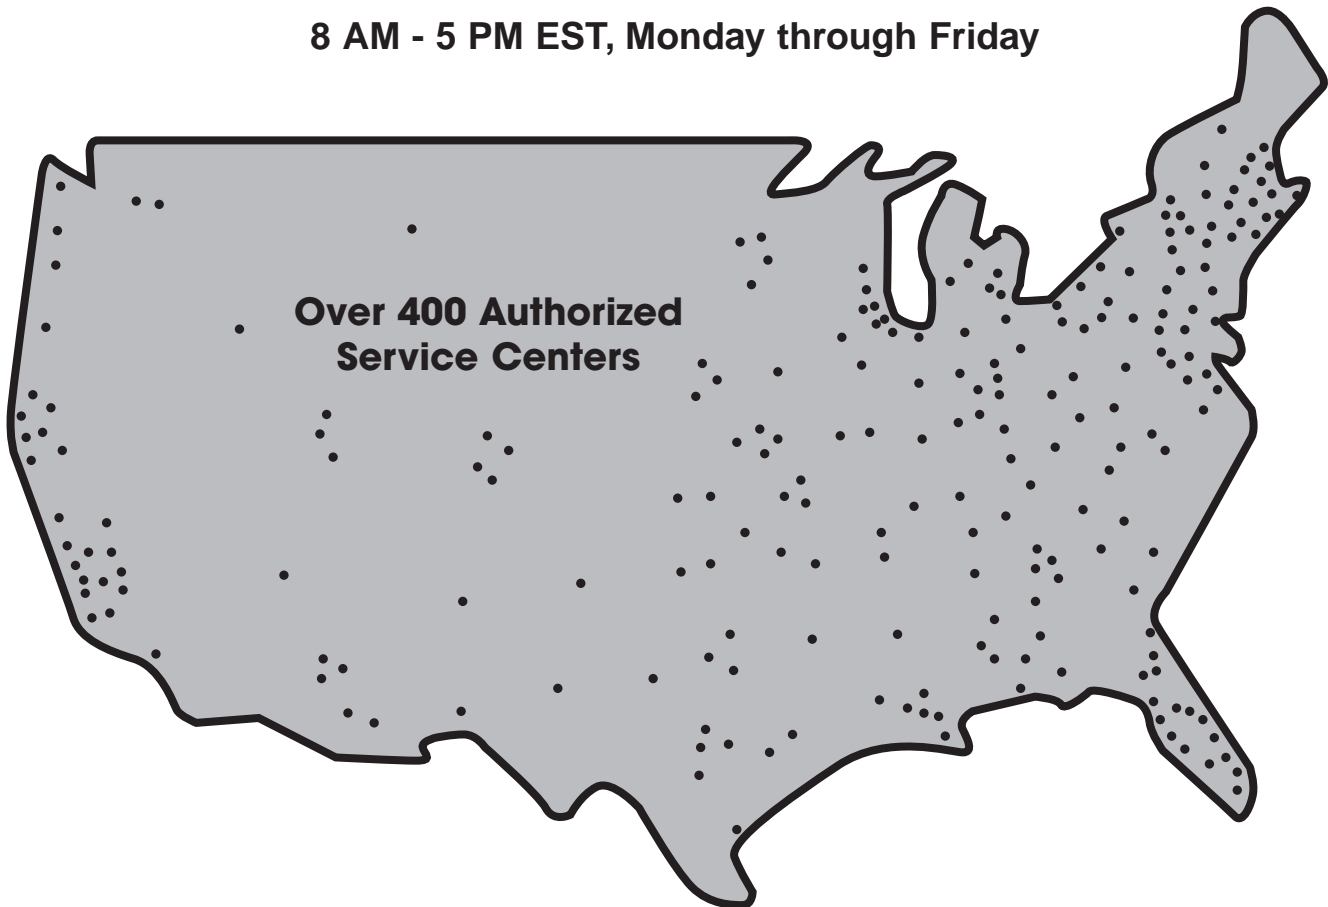 8 AM - 5 PM EST, Monday through Friday
Over 400 Authorized
Service Centers